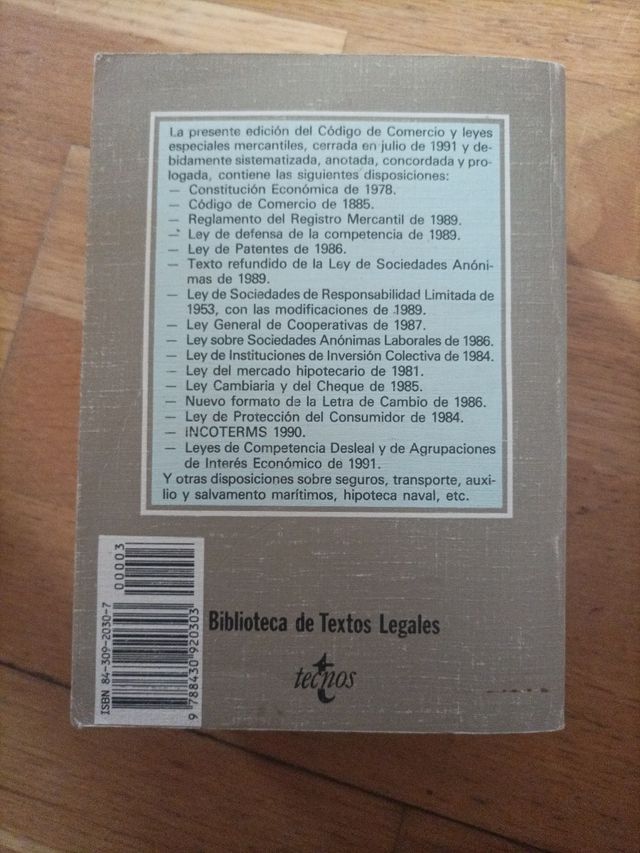 La presente edición del Código de Comercio y leyes
especiales mercantiles, cerrada en julio de 1991 y de-
bidamente sistematizada, anotada, concordada y pro-
logada, contiene las siguientes disposiciones:
— Constitución Económica de 1978.
— Código de Comercio de 1885.
— Reglamento del Registro Mercantil de 1989.
— Ley de defensa de la competencia de 1989.
— Ley de Patentes de 1986.
— Texto refundido de la Ley de Sociedades Anóni-
mas de 1989.
— Ley de Sociedades de Responsabilidad Limitada de
1953, con las modificaciones de 1989.
— Ley General de Cooperativas de 1987.
— Ley sobre Sociedades Anónimas Laborales de 1986.
— Ley de Instituciones de Inversión Colectiva de 1984.
— Ley del mercado hipotecario de 1981.
— Ley Cambiaria y del Cheque de 1985.
— Nuevo formato de la Letra de Cambio de 1986.
— Ley de Protección del Consumidor de 1984.
— INCOTERMS 1990.
— Leyes de Competencia Desleal y de Agrupaciones
de Interés Económico de 1991.
Y otras disposiciones sobre seguros, transporte, auxi-
lio y salvamento marítimos, hipoteca naval, etc.
00003
ISBN 84-309-2030-7
9 788430 920303
Biblioteca de Textos Legales
tecnos